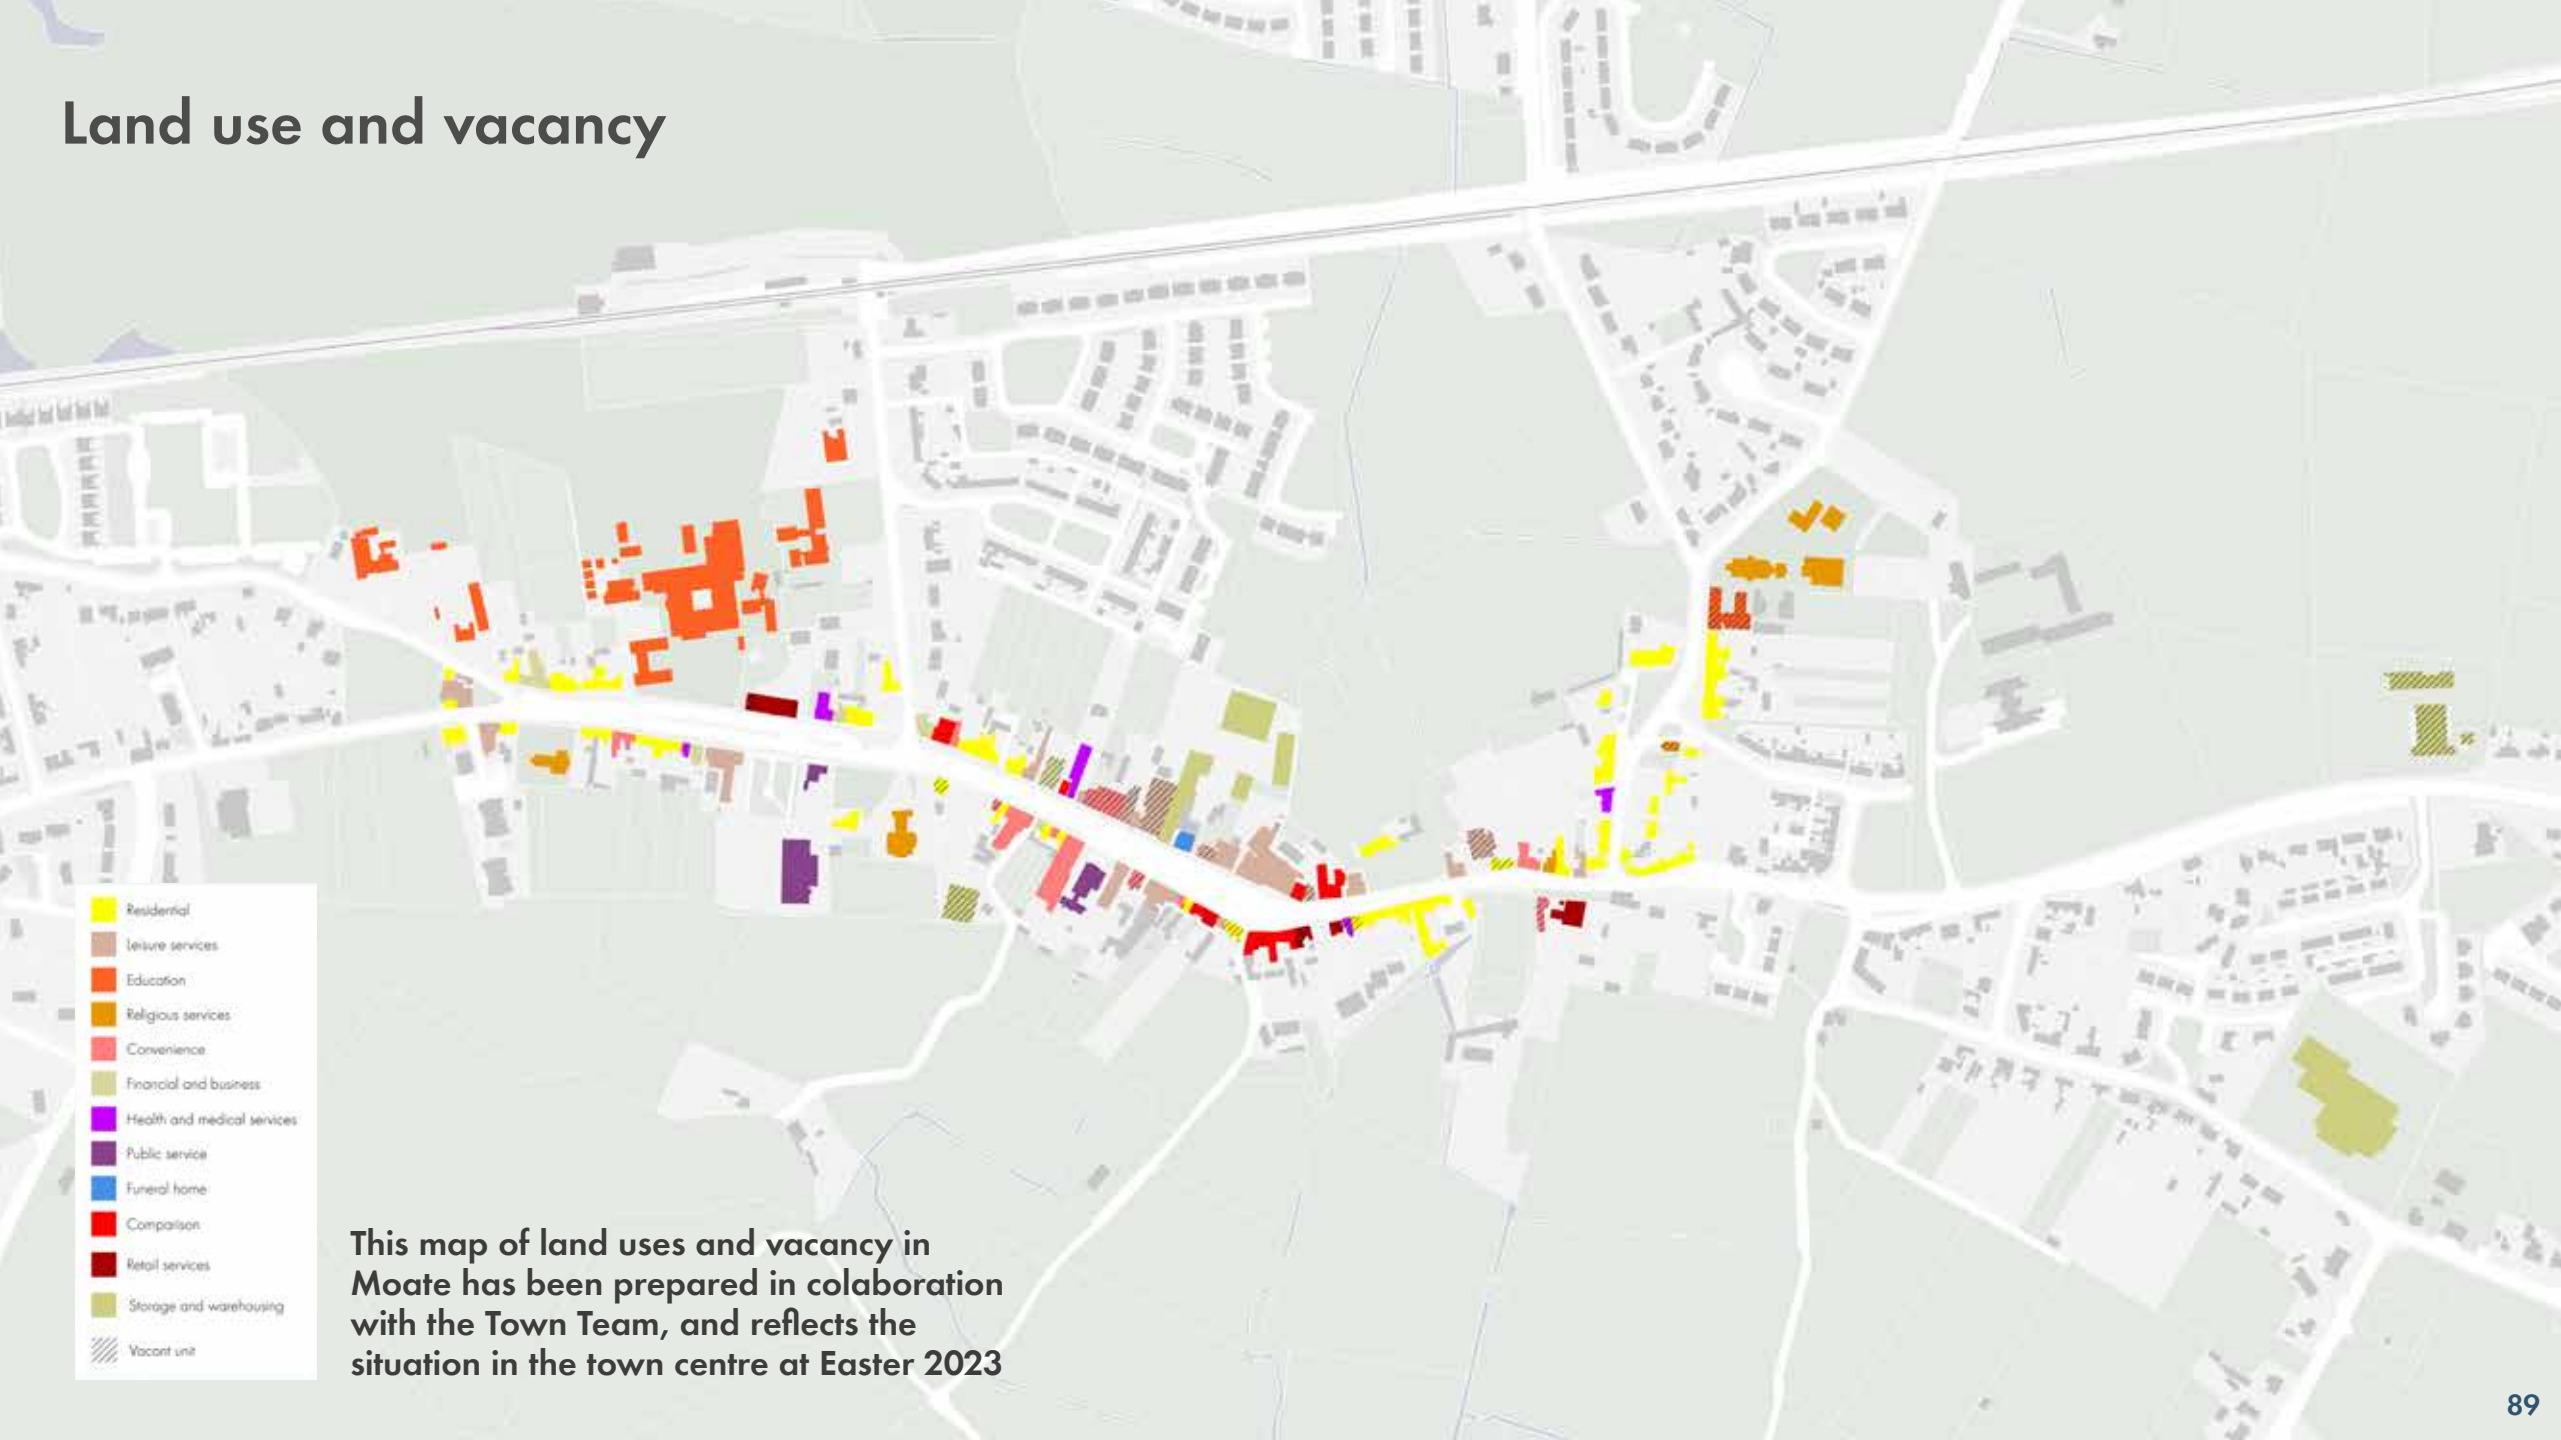 Land use and vacancy
Residential
Leisure services
Education
Religious services
Convenience
Financial and business
Health and medical services
Public service
Funeral home
Comparison
Retail services
Storage and warehousing
Vacant unit
This map of land uses and vacancy in
Moate has been prepared in colaboration
with the Town Team, and reflects the
situation in the town centre at Easter 2023
89